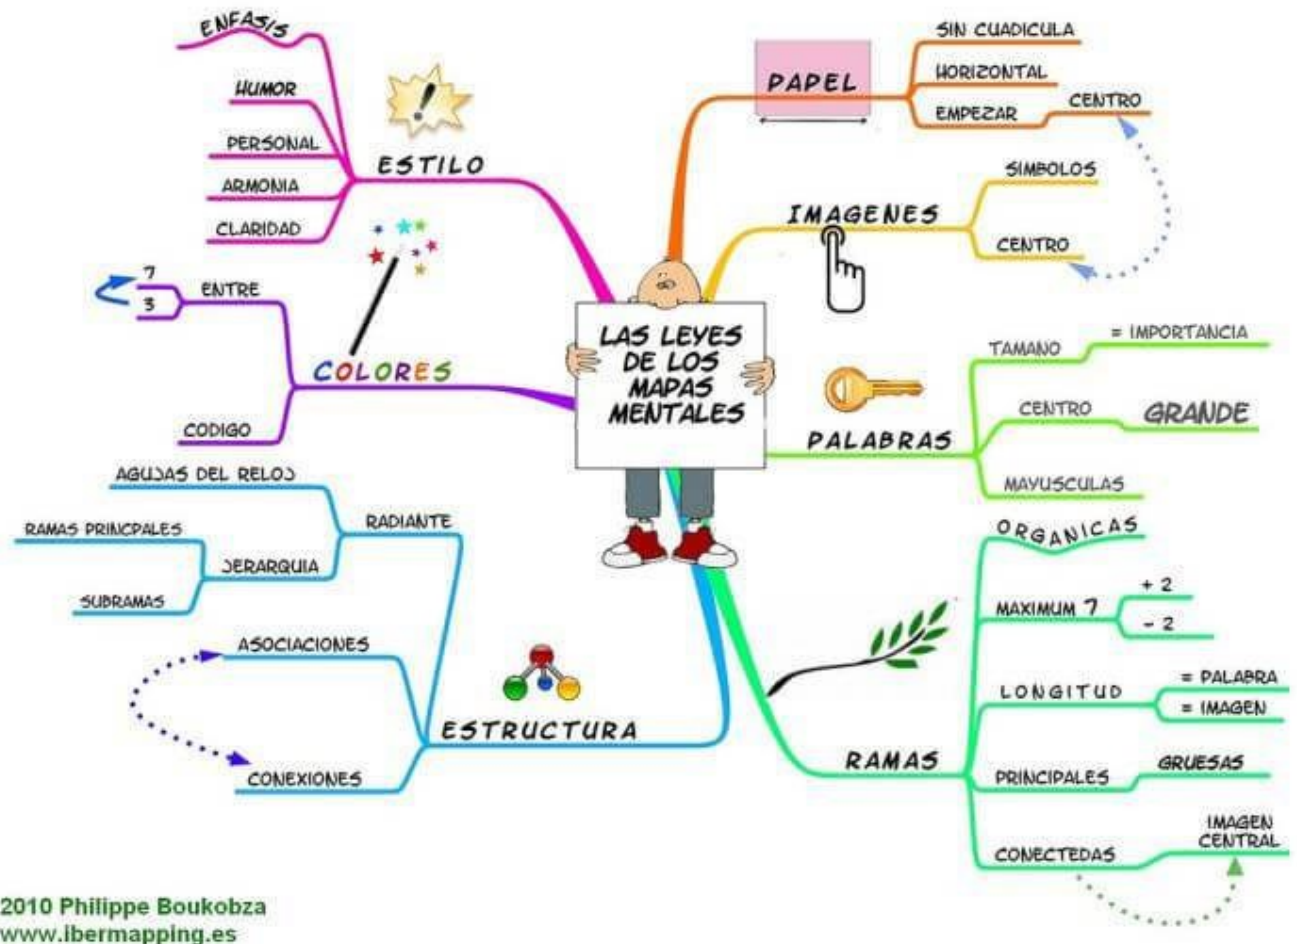 LAS LEYES
DE LOS
MAPAS
MENTALES
PAPEL
SIN CUADICULA
HORIZONTAL
EMPEZAR
CENTRO
IMAGENES
SIMBOLOS
CENTRO
PALABRAS
TAMANO
= IMPORTANCIA
CENTRO
GRANDE
MAYUSCULAS
RAMAS
ORGANICAS
MAXIMUM 7
+ 2
- 2
LONGITUD
= PALABRA
= IMAGEN
PRINCIPALES
GRUESAS
CONECTEDAS
IMAGEN
CENTRAL
ESTRUCTURA
RADIANTE
AGUJAS DEL RELOJ
JERARQUIA
RAMAS PRINCPALES
SUBRAMAS
ASOCIACIONES
CONEXIONES
COLORES
ENTRE
7
3
CODIGO
ESTILO
ENFASIS
HUMOR
PERSONAL
ARMONIA
CLARIDAD
2010 Philippe Boukobza
www.ibermapping.es